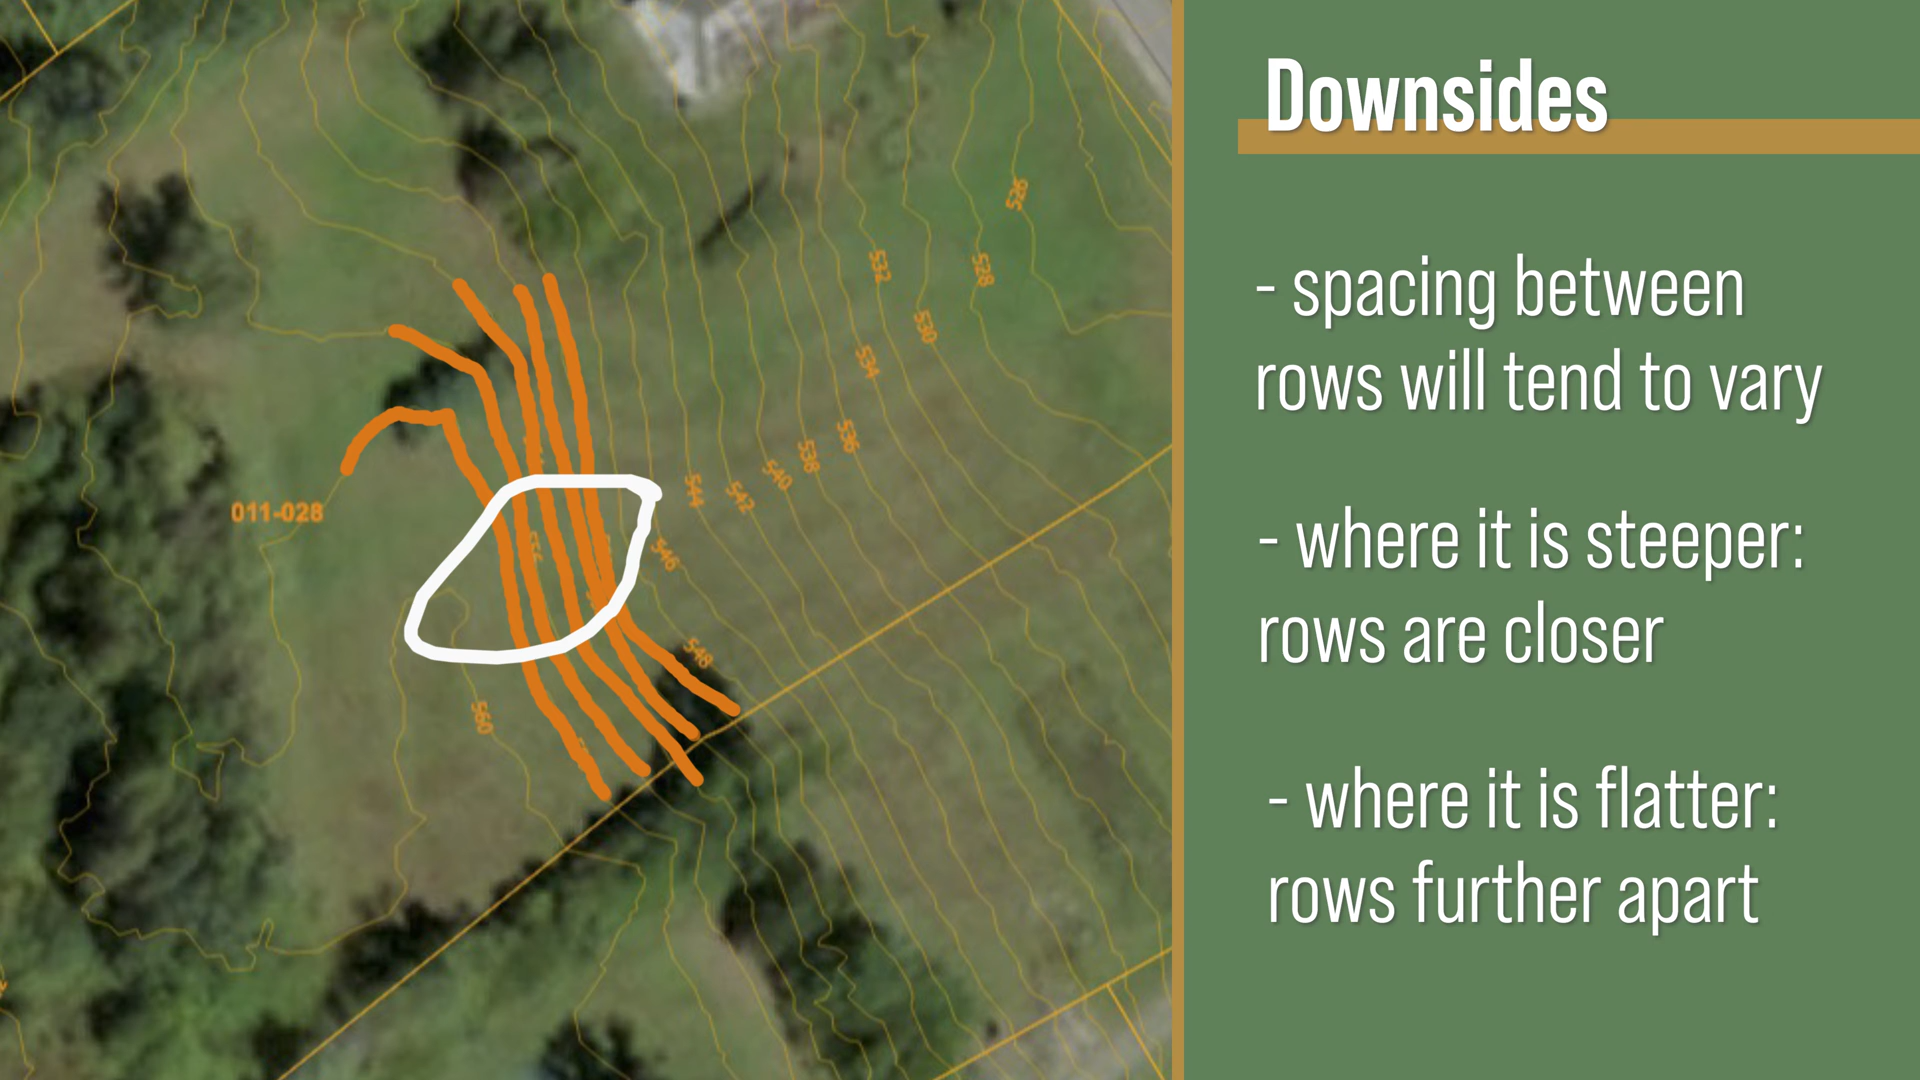 Downsides
- spacing between
rows will tend to vary
- where it is steeper:
rows are closer
- where it is flatter:
rows further apart
526
532
528
530
534
536
538
540
544
542
011-028
546
548
560